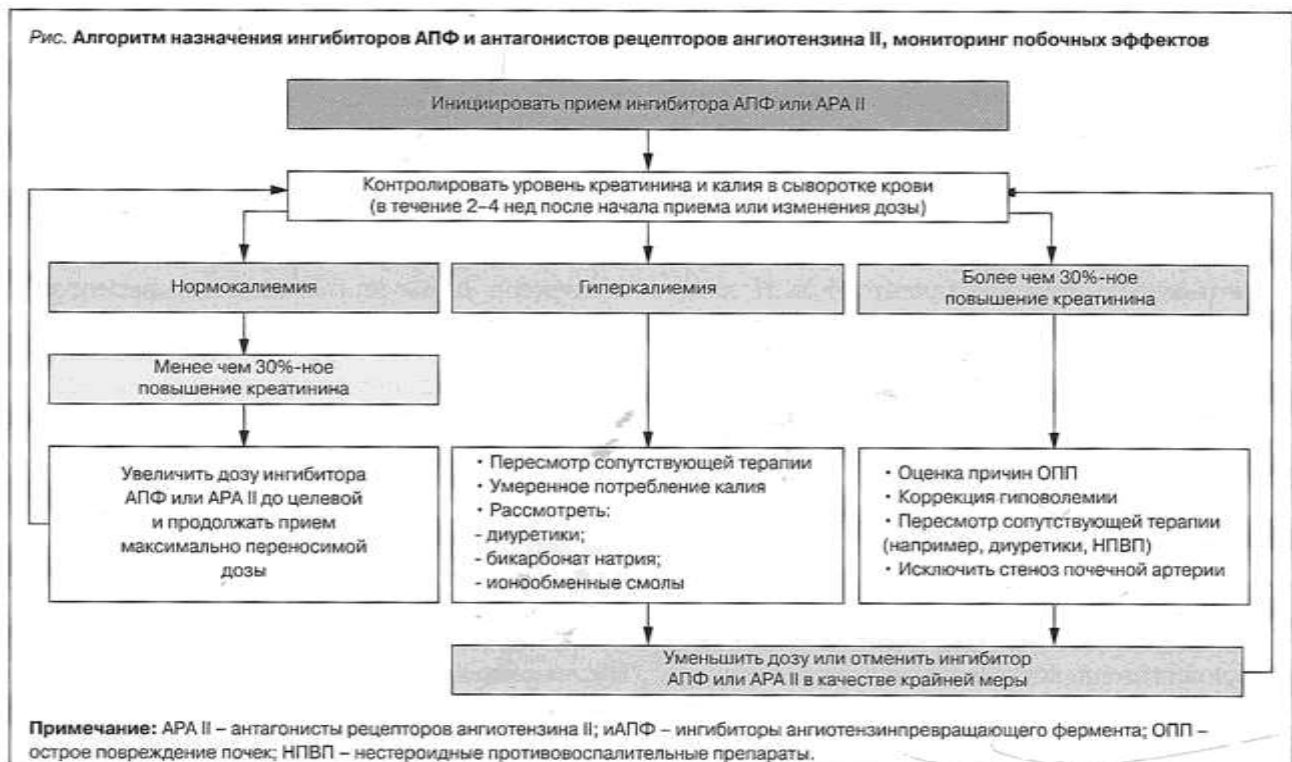 Рис. Алгоритм назначения ингибиторов АПФ и антагонистов рецепторов ангиотензина II, мониторинг побочных эффектов
Инициировать прием ингибитора АПФ или АРА II
Контролировать уровень креатинина и калия в сыворотке крови
(в течение 2–4 нед после начала приема или изменения дозы)
Нормокалиемия
Менее чем 30%-ное
повышение креатинина
Увеличить дозу ингибитора
АПФ или АРА II до целевой
и продолжать прием
максимально переносимой
дозы
Гиперкалиемия
· Пересмотр сопутствующей терапии
· Умеренное потребление калия
· Рассмотреть:
- диуретики;
- бикарбонат натрия;
- ионообменные смолы
Более чем 30%-ное
повышение креатинина
· Оценка причин ОПП
· Коррекция гиповолемии
· Пересмотр сопутствующей терапии
(например, диуретики, НПВП)
· Исключить стеноз почечной артерии
Уменьшить дозу или отменить ингибитор
АПФ или АРА II в качестве крайней меры
Примечание: АРА II – антагонисты рецепторов ангиотензина II; иАПФ – ингибиторы ангиотензинпревращающего фермента; ОПП –
острое повреждение почек; НПВП – нестероидные противовоспалительные препараты.